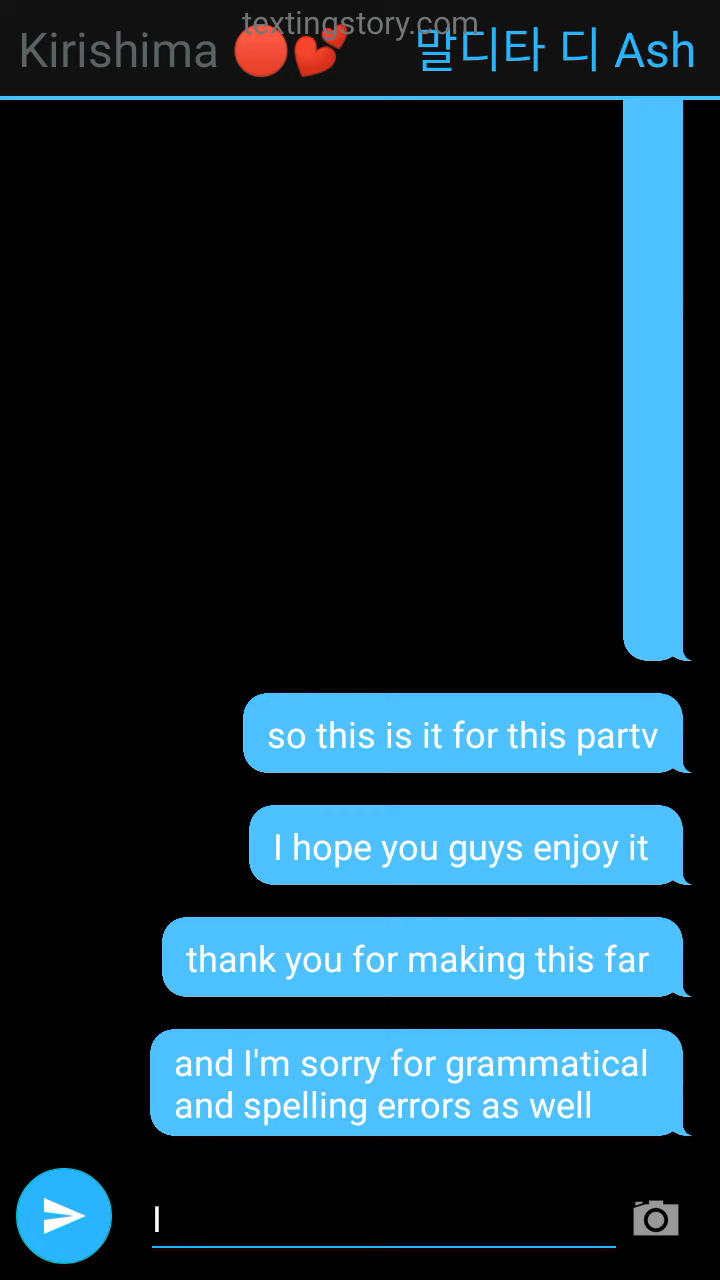 textingstory.com
Kirishima 🔴💕 말디타 디 Ash
so this is it for this partv
I hope you guys enjoy it
thank you for making this far
and I'm sorry for grammatical
and spelling errors as well